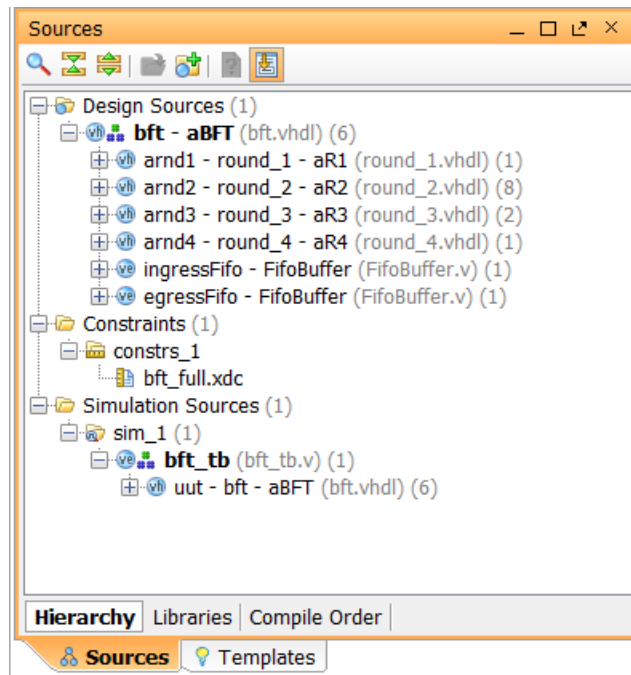 Sources
Design Sources (1)
bft - aBFT (bft.vhdl) (6)
arnd1 - round_1 - aR1 (round_1.vhdl) (1)
arnd2 - round_2 - aR2 (round_2.vhdl) (8)
arnd3 - round_3 - aR3 (round_3.vhdl) (2)
arnd4 - round_4 - aR4 (round_4.vhdl) (1)
ingressFifo - FifoBuffer (FifoBuffer.v) (1)
egressFifo - FifoBuffer (FifoBuffer.v) (1)
Constraints (1)
constrs_1
bft_full.xdc
Simulation Sources (1)
sim_1 (1)
bft_tb (bft_tb.v) (1)
uut - bft - aBFT (bft.vhdl) (6)
Hierarchy Libraries Compile Order
Sources Templates